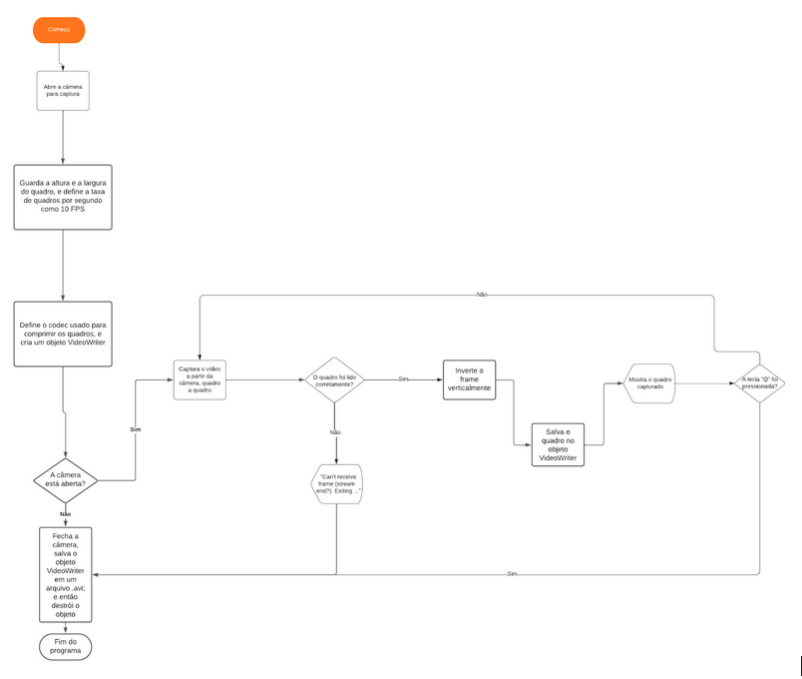 Começo
Abre a câmera
para captura
Guarda a altura e a largura
do quadro, e define a taxa
de quadros por segundo
como 10 FPS
Define o codec usado para
comprimir os quadros, e
cria um objeto VideoWriter
A câmera
está aberta?
Sim
Não
Fecha a
câmera,
salva o
objeto
VideoWriter
em um
arquivo .avi;
e então
destrói o
objeto
Fim do
programa
Captura o vídeo
a partir da
câmera, quadro
a quadro
O quadro foi lido
corretamente?
Sim
Não
"Can't receive
frame (stream
end?). Exiting ..."
Inverte o
frame
verticalmente
Salva o
quadro no
objeto
VideoWriter
Mostra o quadro
capturado
A tecla "Q" foi
pressionada?
Não
Sim